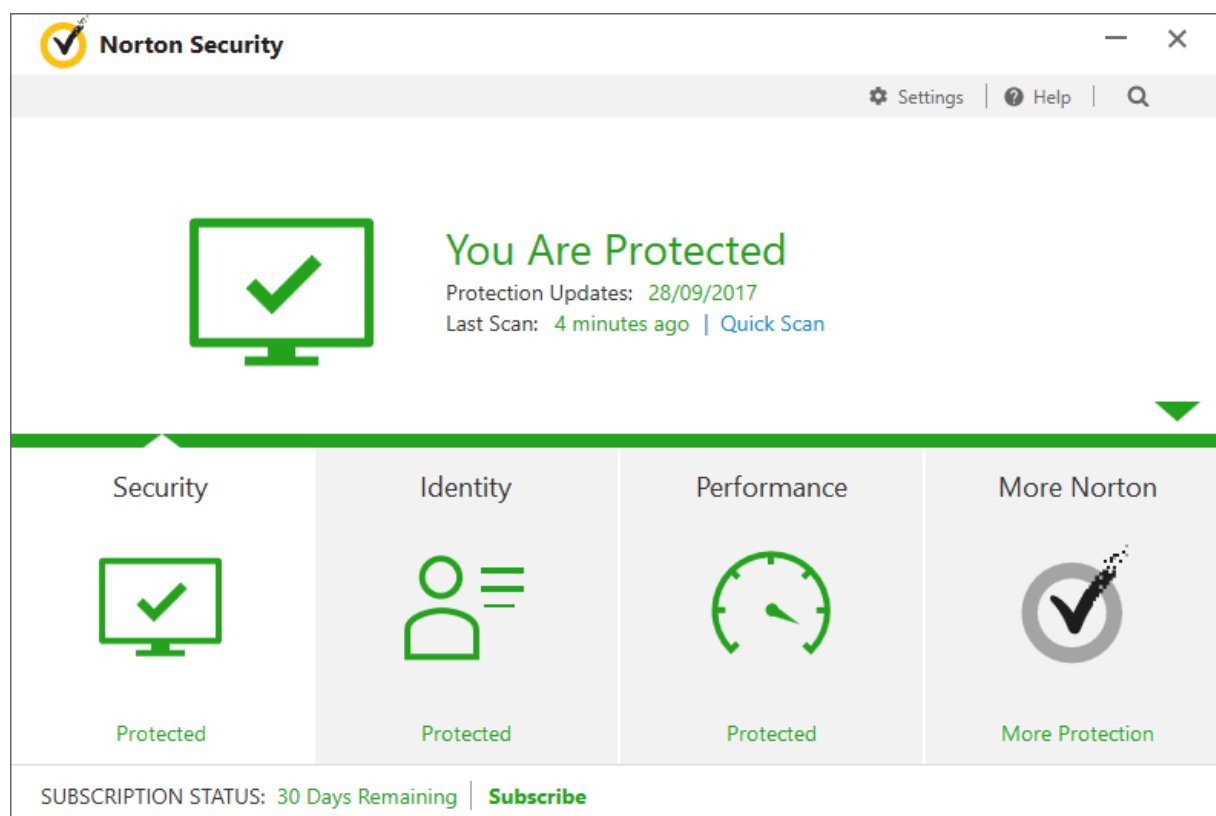 Norton Security
Settings | Help |
You Are Protected
Protection Updates: 28/09/2017
Last Scan: 4 minutes ago | Quick Scan
Security Identity Performance More Norton
Protected Protected Protected More Protection
SUBSCRIPTION STATUS: 30 Days Remaining | Subscribe